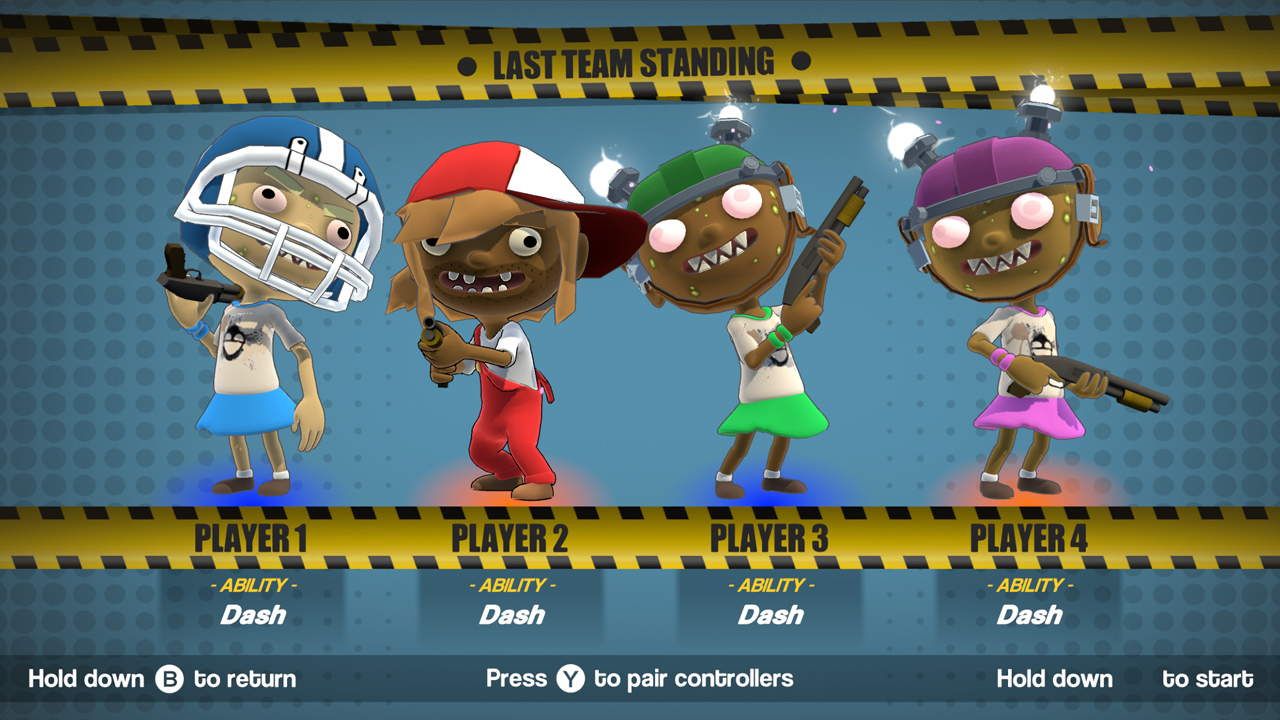 • LAST TEAM STANDING •
PLAYER 1
PLAYER 2
PLAYER 3
PLAYER 4
- ABILITY -
Dash
- ABILITY -
Dash
- ABILITY -
Dash
- ABILITY -
Dash
Hold down B to return
Press Y to pair controllers
Hold down to start